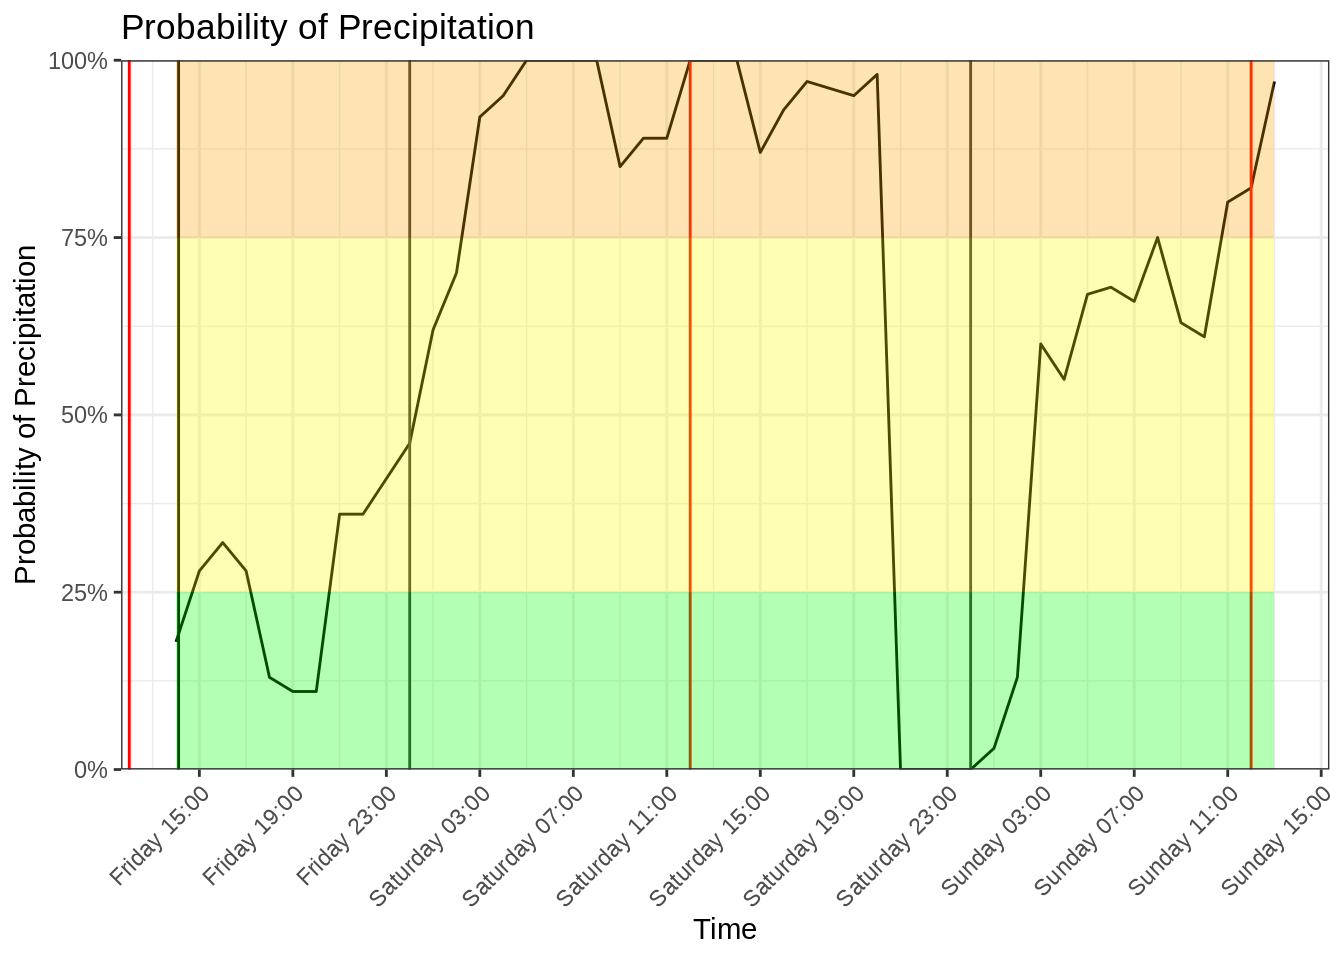 Probability of Precipitation
Probability of Precipitation
100%
75%
50%
25%
0%
Friday 15:00
Friday 19:00
Friday 23:00
Saturday 03:00
Saturday 07:00
Saturday 11:00
Saturday 15:00
Saturday 19:00
Saturday 23:00
Sunday 03:00
Sunday 07:00
Sunday 11:00
Sunday 15:00
Time